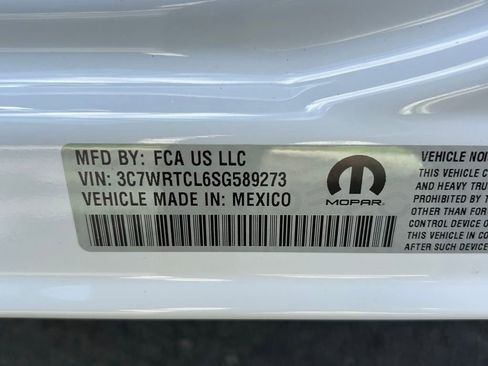 MFD BY: FCA US LLC
VIN: 3C7WRTCL6SG589273
VEHICLE MADE IN: MEXICO
MOPAR
VEHICLE NOI
THIS VEHICLE C
AND HEAVY TRU
PROHIBITED BY T
OTHER THAN FOR
CONTROL DEVICE O
THIS VEHICLE IN CO
AFTER SUCH DEVICE